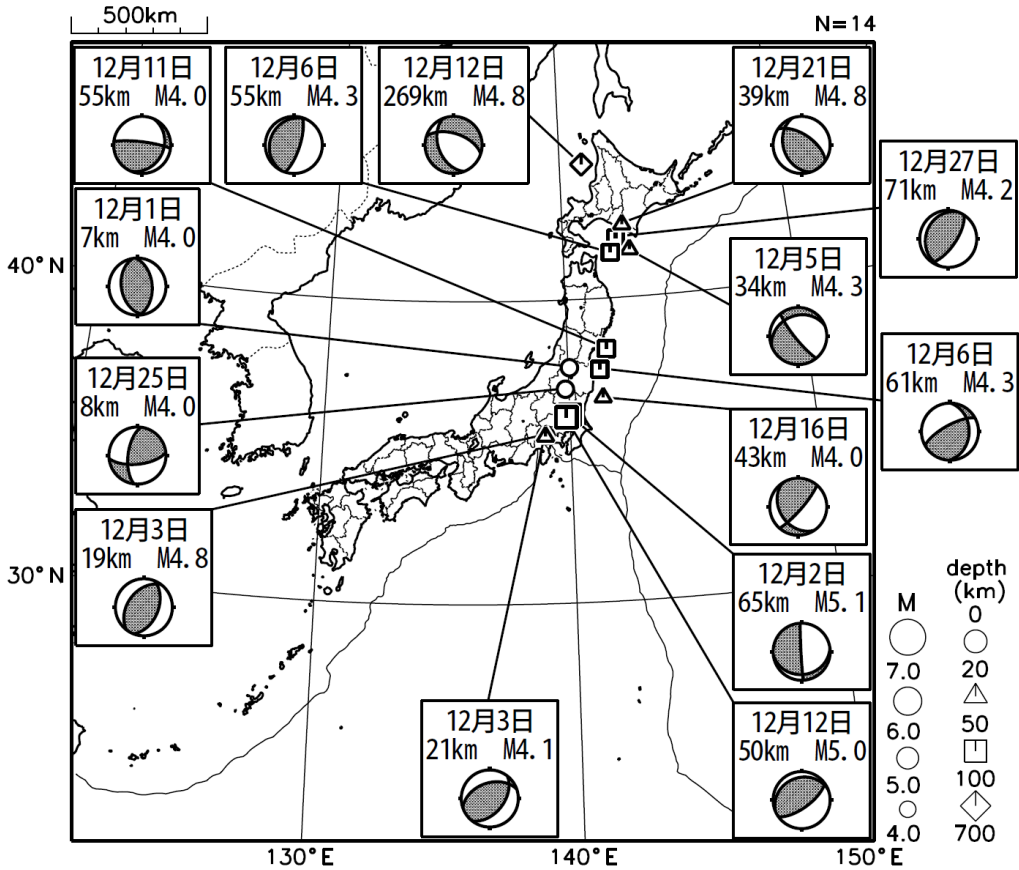 500km
N=14
12月11日
55km M4.0
12月6日
55km M4.3
12月12日
269km M4.8
12月21日
39km M4.8
12月27日
71km M4.2
12月1日
7km M4.0
40°N
12月5日
34km M4.3
12月6日
61km M4.3
12月25日
8km M4.0
12月16日
43km M4.0
12月3日
19km M4.8
30°N
12月2日
65km M5.1
12月3日
21km M4.1
12月12日
50km M5.0
M
7.0
6.0
5.0
4.0
depth
(km)
0
20
50
100
700
130°E
140°E
150°E